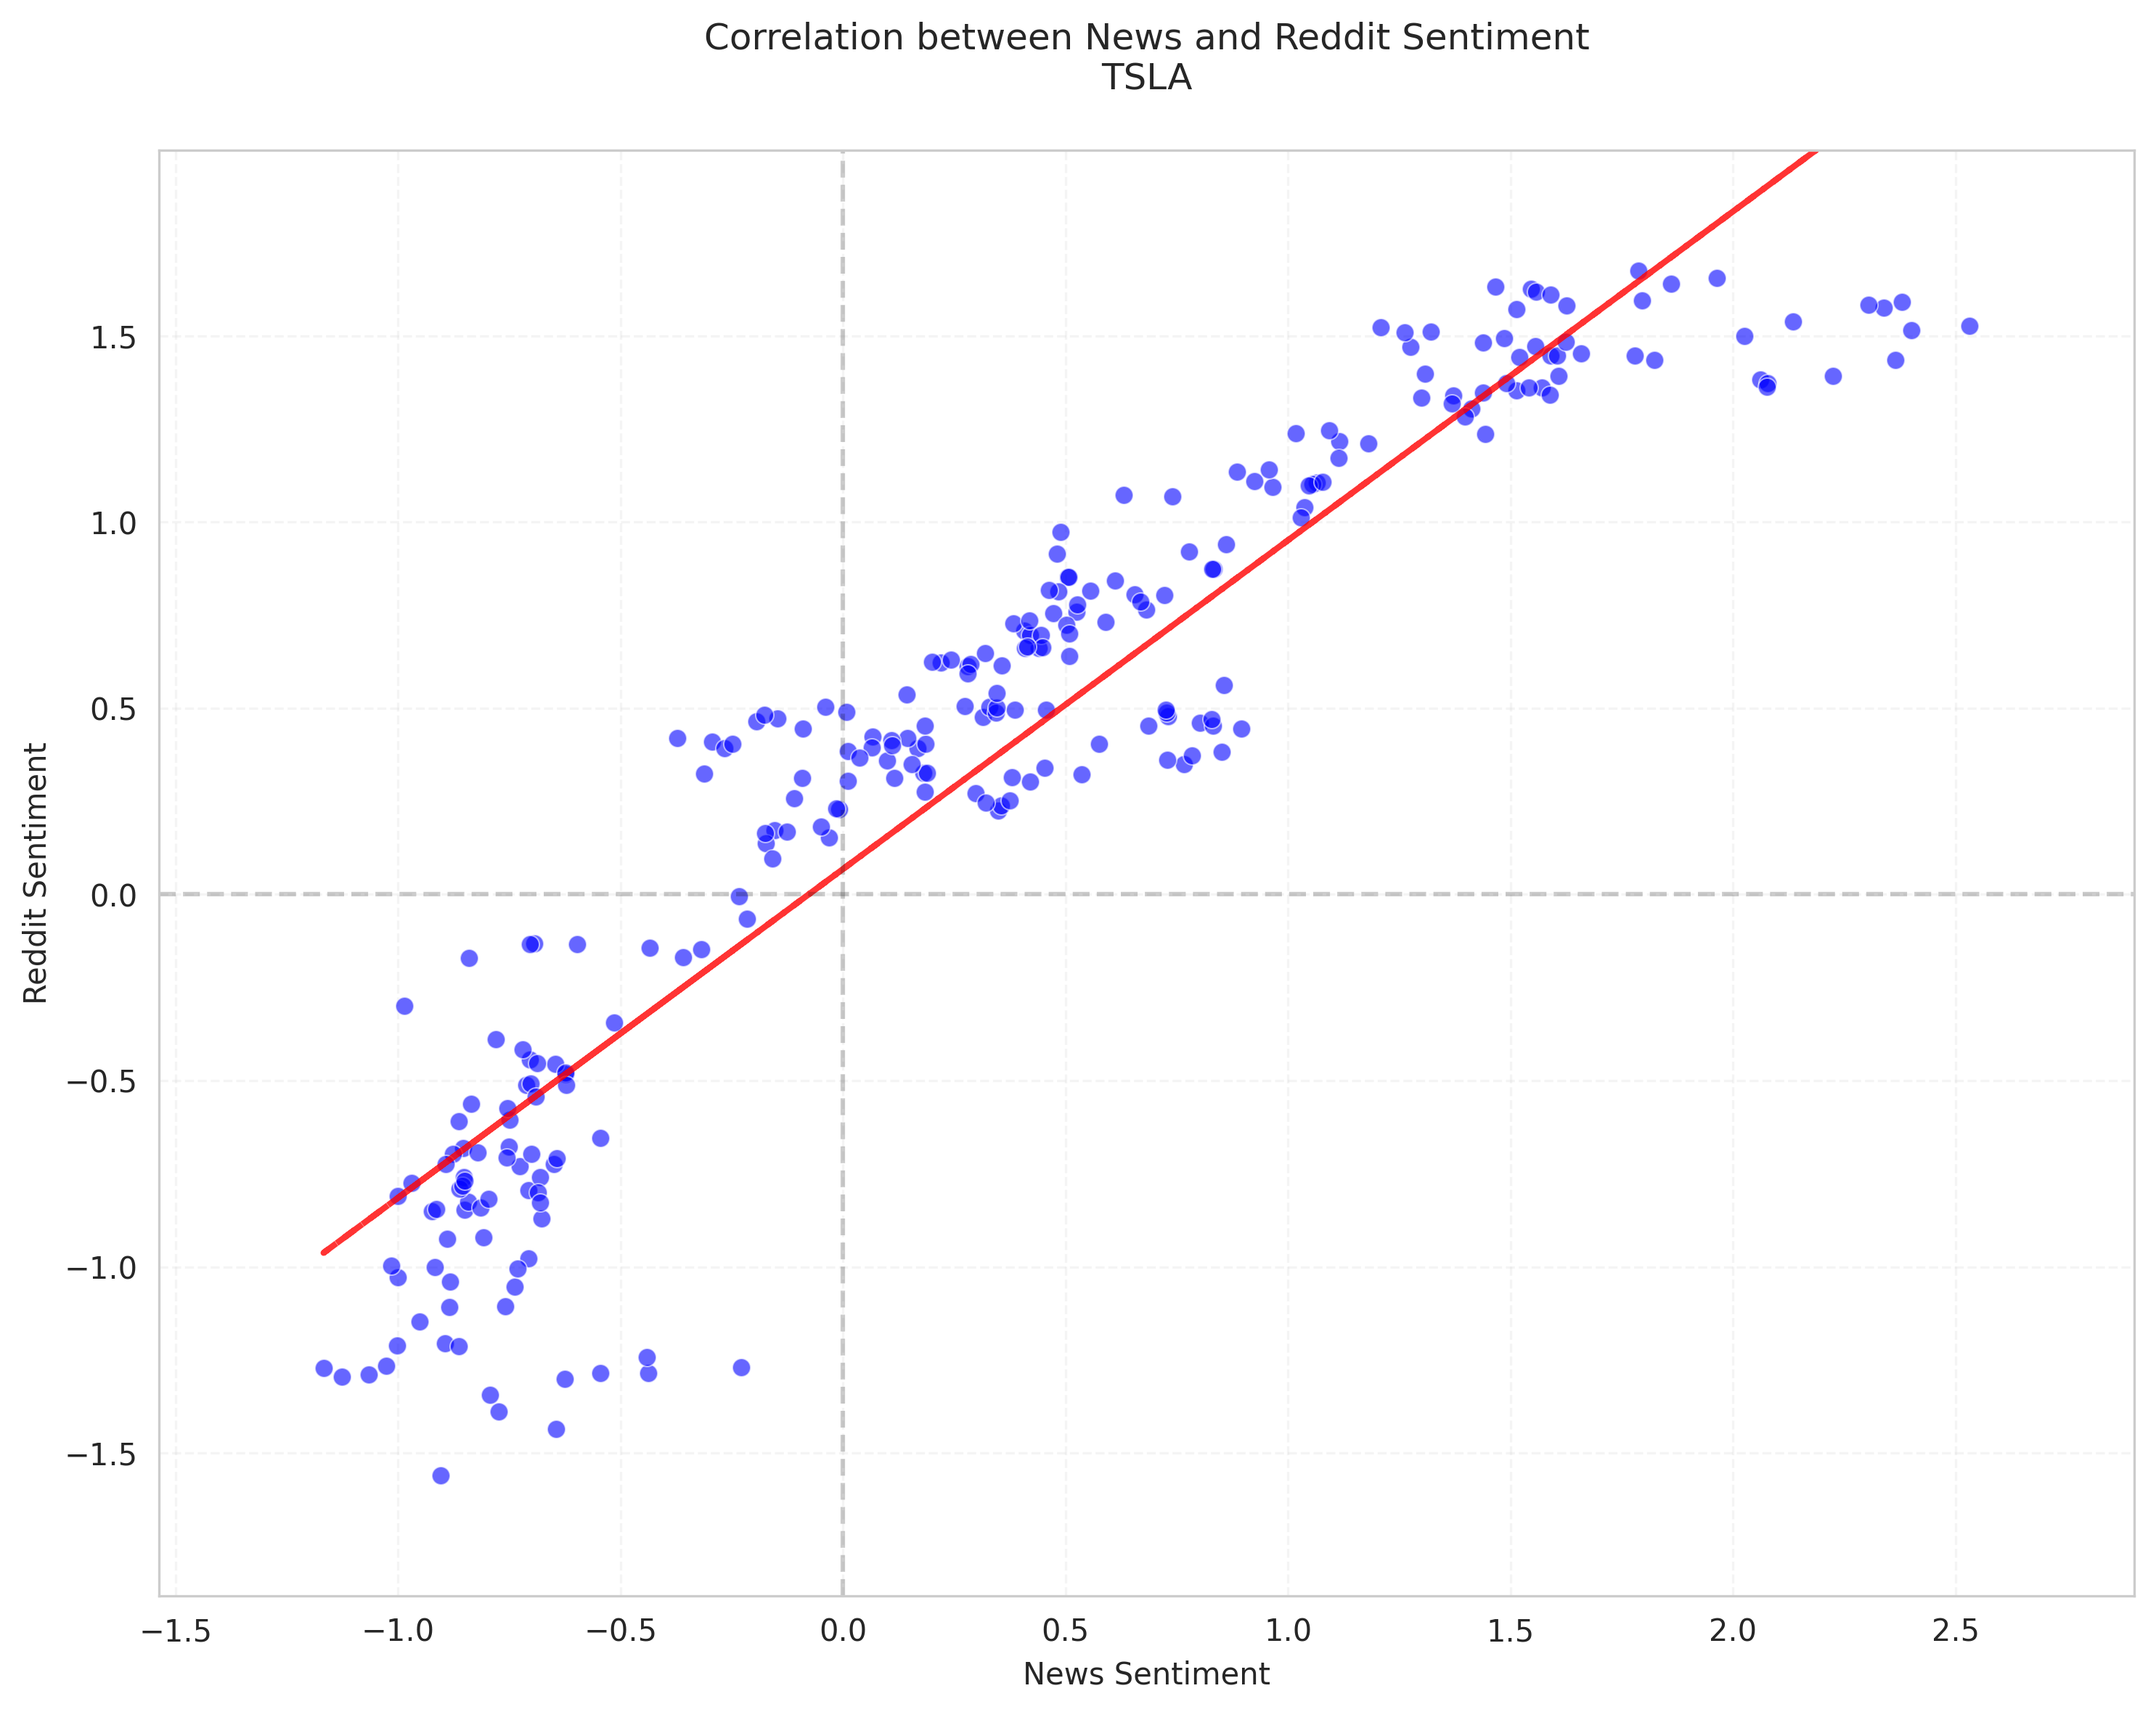 Correlation between News and Reddit Sentiment
TSLA
Reddit Sentiment
1.5
1.0
0.5
0.0
−0.5
−1.0
−1.5
−1.5 −1.0 −0.5 0.0 0.5 1.0 1.5 2.0 2.5
News Sentiment